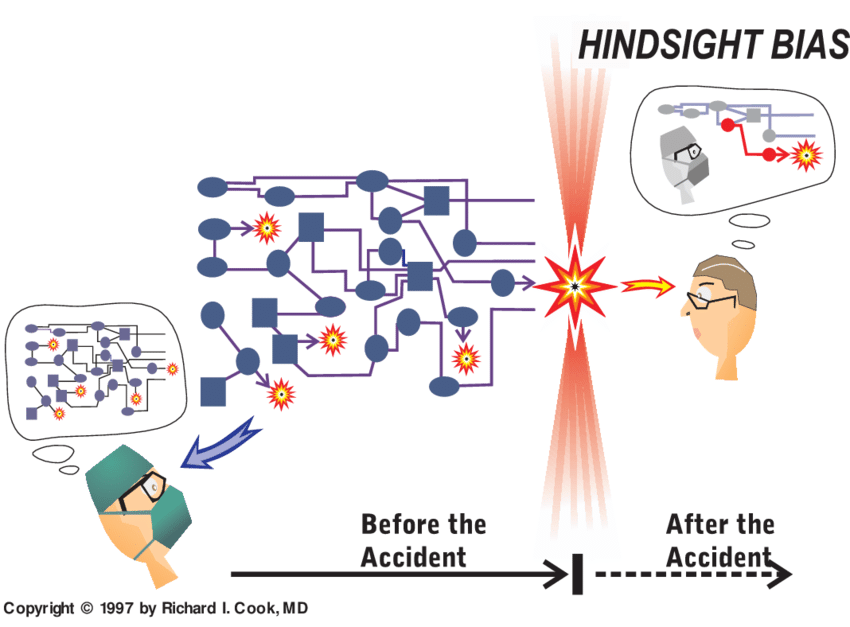 HINDSIGHT BIAS
Before the
Accident
After the
Accident
Copyright © 1997 by Richard I. Cook, MD